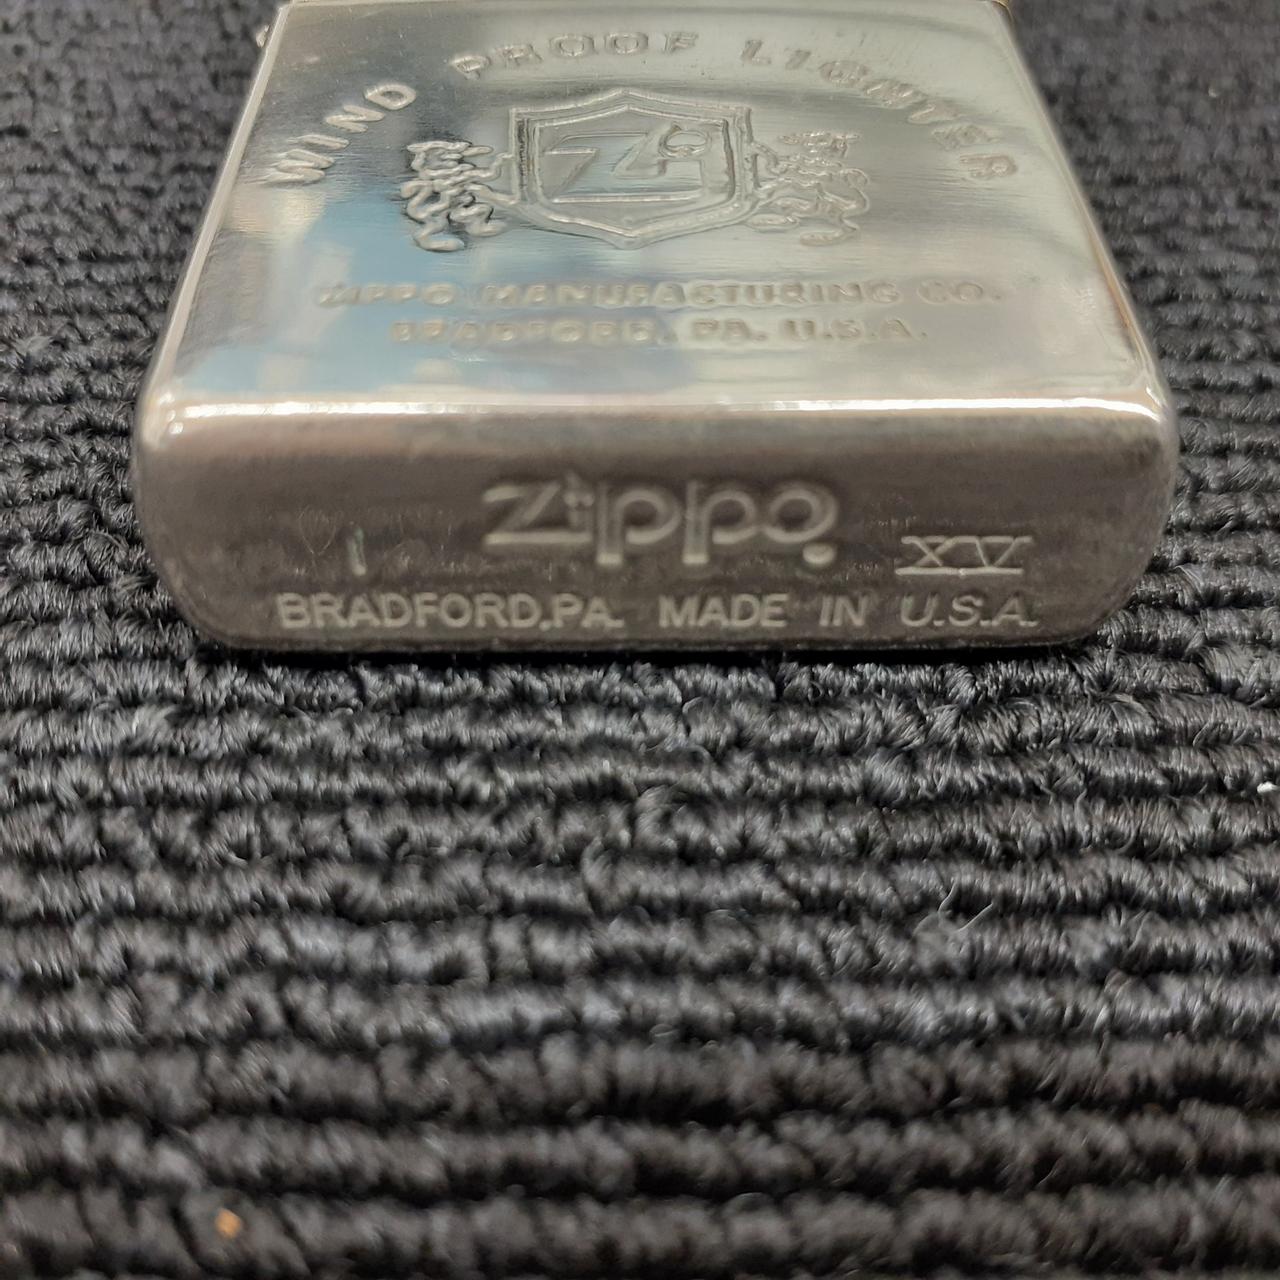 WIND PROOF LIGHTER
ZIPPO MANUFACTURING CO.
BRADFORD, PA. U.S.A.
I Zippo XV
BRADFORD,PA. MADE IN U.S.A.